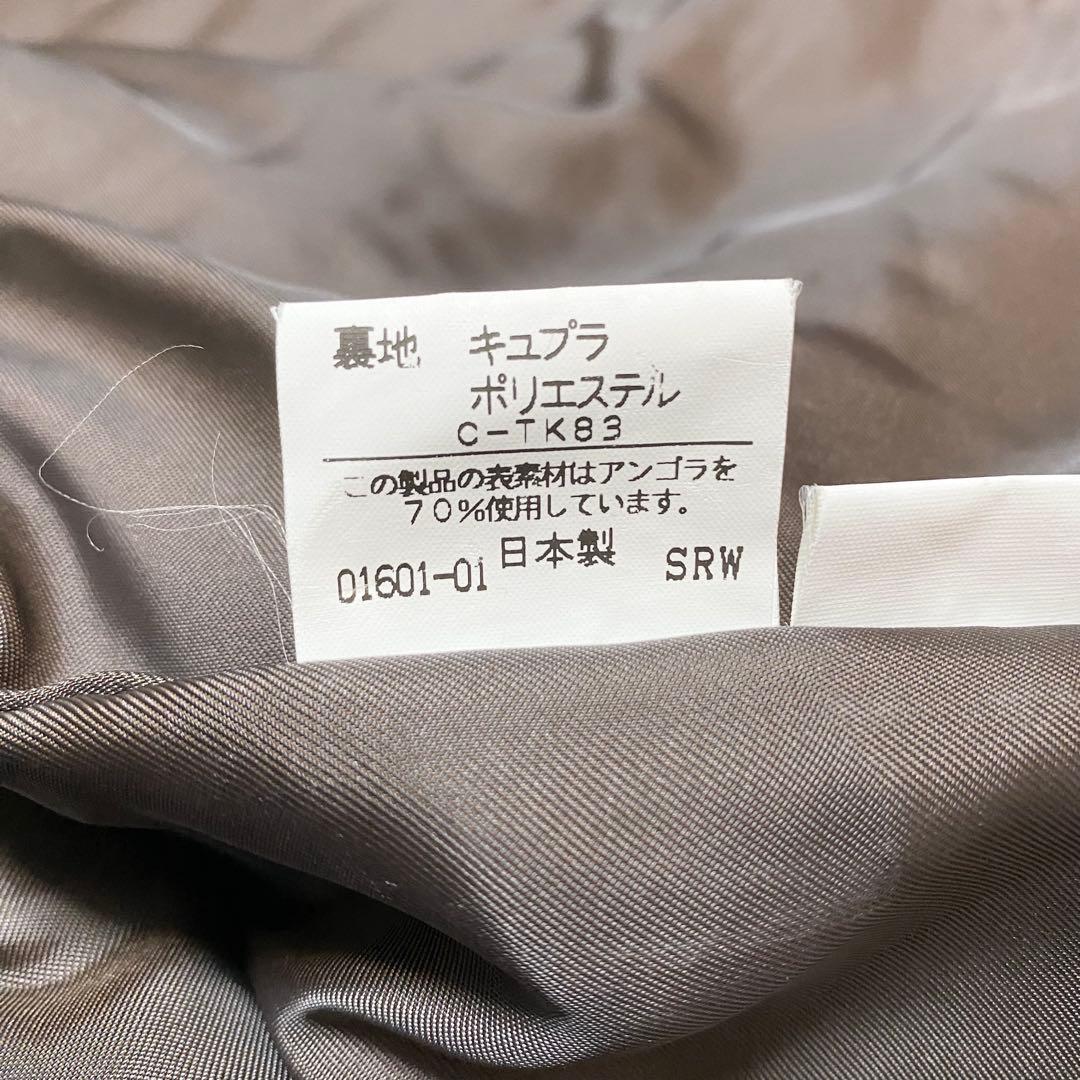 裏地 キュプラ
ポリエステル
C-TK83
この製品の表素材はアンゴラを
70%使用しています。
日本製
01601-01 SRW